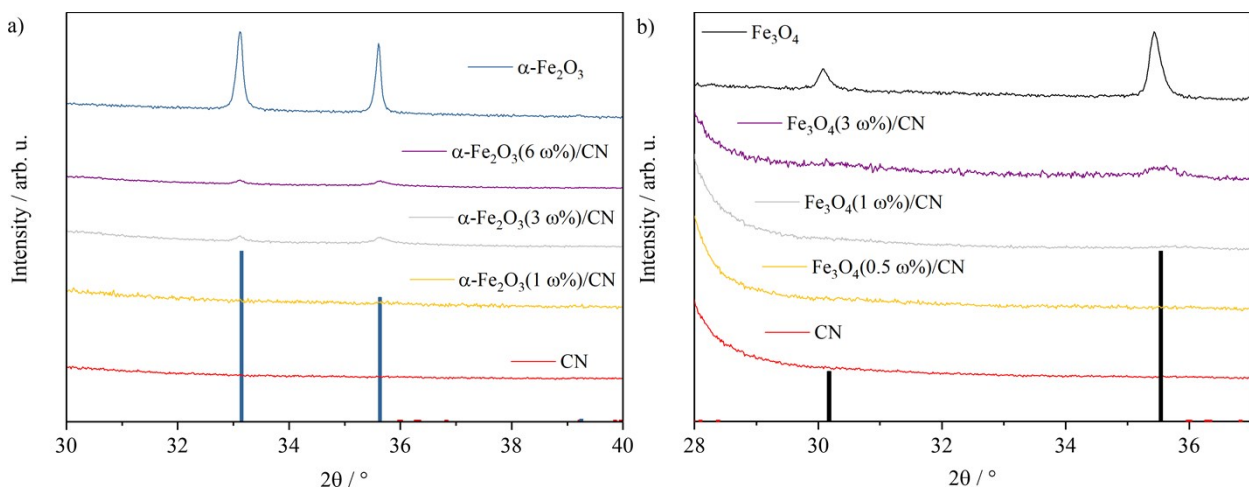 a)
α-Fe₂O₃
α-Fe₂O₃(6 ω%)/CN
α-Fe₂O₃(3 ω%)/CN
α-Fe₂O₃(1 ω%)/CN
CN
Intensity / arb. u.
30 32 34 36 38 40
2θ / °
b)
Fe₃O₄
Fe₃O₄(3 ω%)/CN
Fe₃O₄(1 ω%)/CN
Fe₃O₄(0.5 ω%)/CN
CN
Intensity / arb. u.
28 30 32 34 36
2θ / °